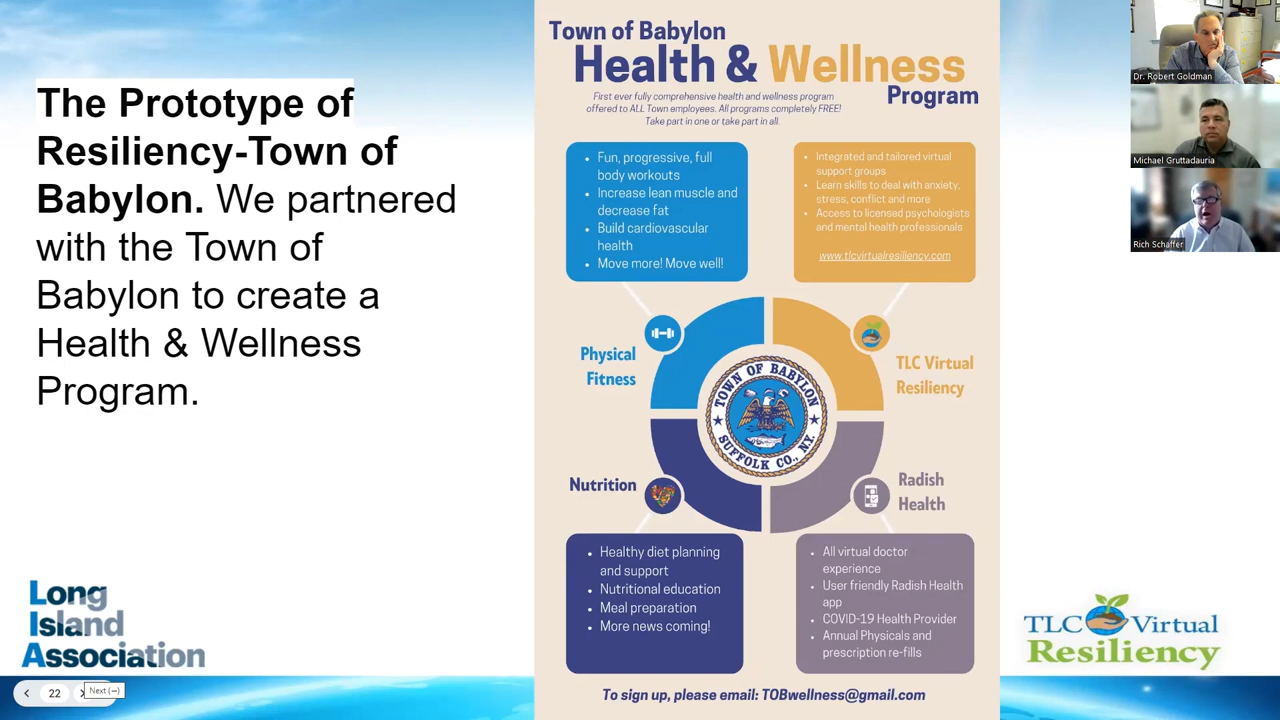 The Prototype of
Resiliency-Town of
Babylon. We partnered
with the Town of
Babylon to create a
Health & Wellness
Program.
Long
Island
Association
22
Next (→)
Town of Babylon
Health & Wellness
Program
First ever fully comprehensive health and wellness program
offered to ALL Town employees. All programs completely FREE!
Take part in one or take part in all.
• Fun, progressive, full
body workouts
• Increase lean muscle and
decrease fat
• Build cardiovascular
health
• Move more! Move well!
• Integrated and tailored virtual
support groups
• Learn skills to deal with anxiety,
stress, conflict and more
• Access to licensed psychologists
and mental health professionals
www.tlcvirtualresiliency.com
Physical
Fitness
TLC Virtual
Resiliency
TOWN OF BABYLON
SUFFOLK CO., N.Y.
Nutrition
Radish
Health
• Healthy diet planning
and support
• Nutritional education
• Meal preparation
• More news coming!
• All virtual doctor
experience
• User friendly Radish Health
app
• COVID-19 Health Provider
• Annual Physicals and
prescription re-fills
To sign up, please email: TOBwellness@gmail.com
Dr. Robert Goldman
Michael Gruttadauria
Rich Schaffer
TLC Virtual
Resiliency